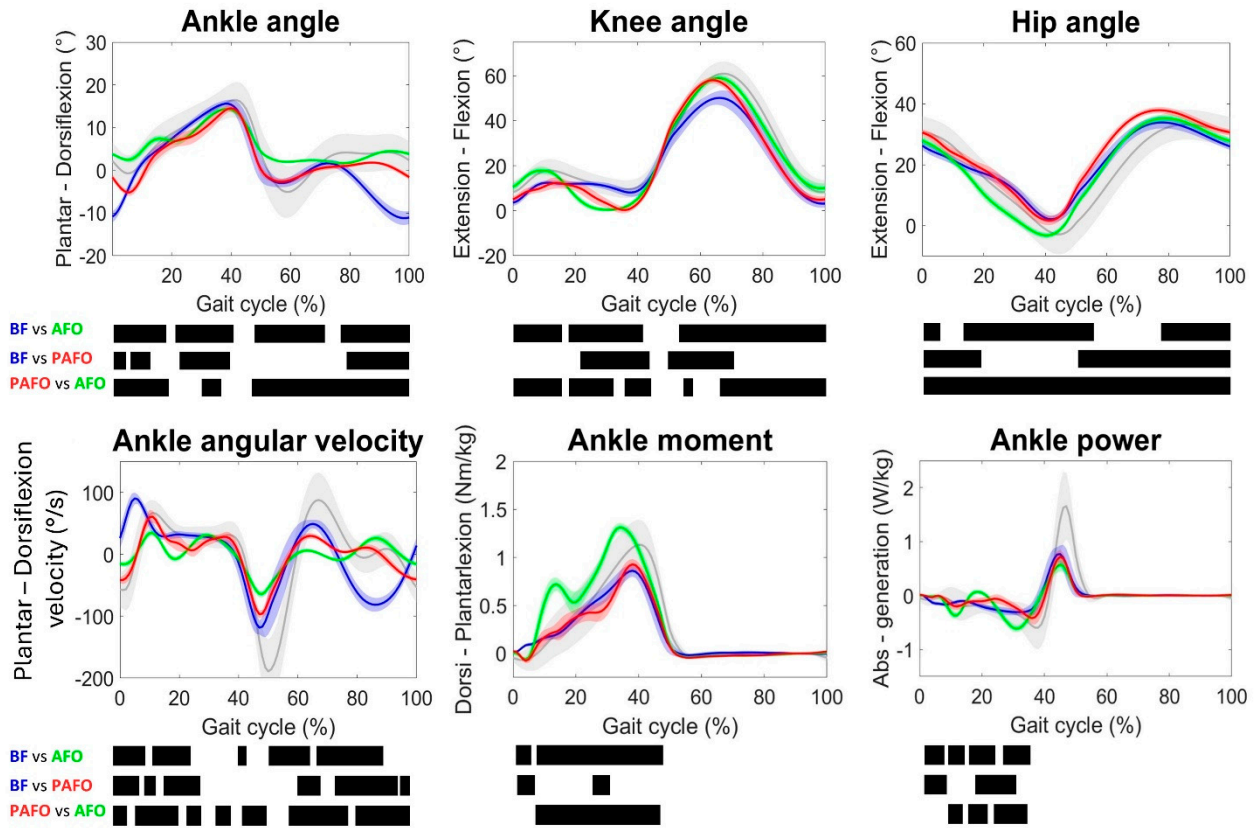 Ankle angle
Knee angle
Hip angle
Plantar - Dorsiflexion (°)
30
20
10
0
-10
-20
20
40
60
80
100
Gait cycle (%)
Extension - Flexion (°)
60
40
20
0
-20
0
20
40
60
80
100
Gait cycle (%)
Extension - Flexion (°)
60
40
20
0
0
20
40
60
80
100
Gait cycle (%)
BF vs AFO
BF vs PAFO
PAFO vs AFO
Ankle angular velocity
Ankle moment
Ankle power
Plantar – Dorsiflexion
velocity (º/s)
100
0
-100
-200
0
20
40
60
80
100
Gait cycle (%)
Dorsi - Plantarlexion (Nm/kg)
2
1.5
1
0.5
0
0
20
40
60
80
100
Gait cycle (%)
Abs - generation (W/kg)
2
1
0
-1
0
20
40
60
80
100
Gait cycle (%)
BF vs AFO
BF vs PAFO
PAFO vs AFO